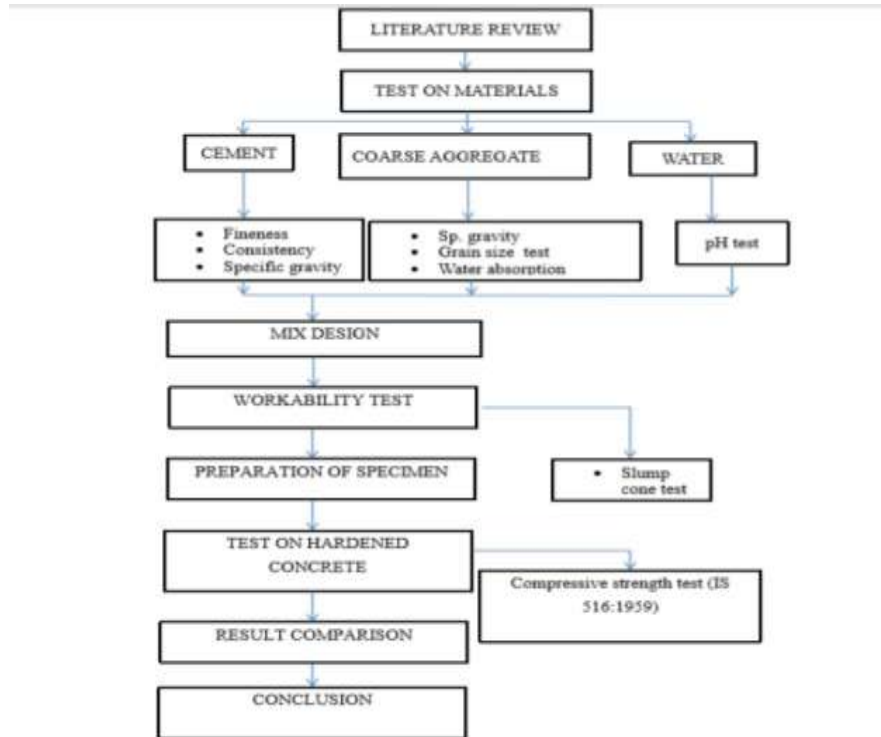 LITERATURE REVIEW
TEST ON MATERIALS
CEMENT
COARSE AGGREGATE
WATER
• Fineness
• Consistency
• Specific gravity
• Sp. gravity
• Grain size test
• Water absorption
pH test
MIX DESIGN
WORKABILITY TEST
• Slump
cone test
PREPARATION OF SPECIMEN
TEST ON HARDENED
CONCRETE
Compressive strength test (IS
516:1959)
RESULT COMPARISON
CONCLUSION